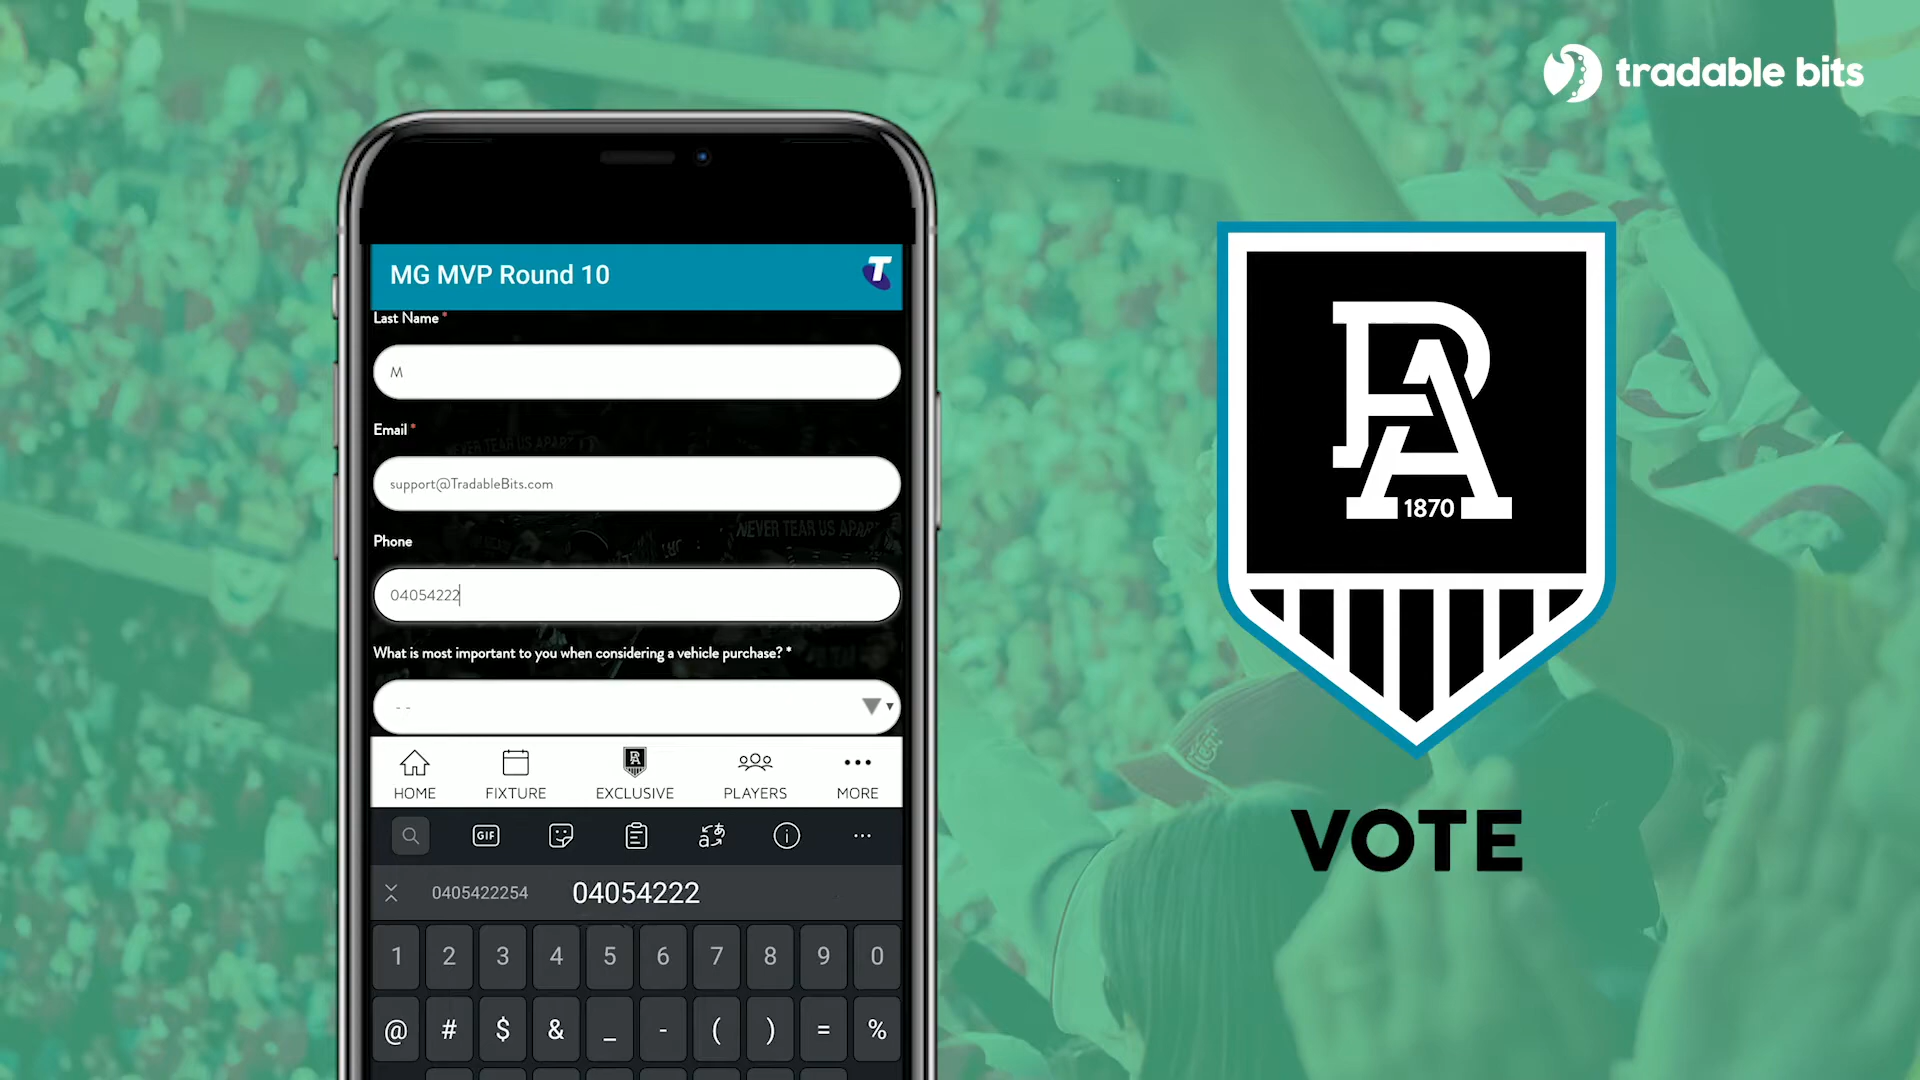 tradable bits
MG MVP Round 10
T
Last Name *
M
Email *
support@TradableBits.com
NEVER TEAR US APART
Phone
04054222
What is most important to you when considering a vehicle purchase? *
- -
HOME
FIXTURE
EXCLUSIVE
PLAYERS
MORE
GIF
0405422254
04054222
1 2 3 4 5 6 7 8 9 0
@ # $ & _ - ( ) = %
PA
1870
VOTE